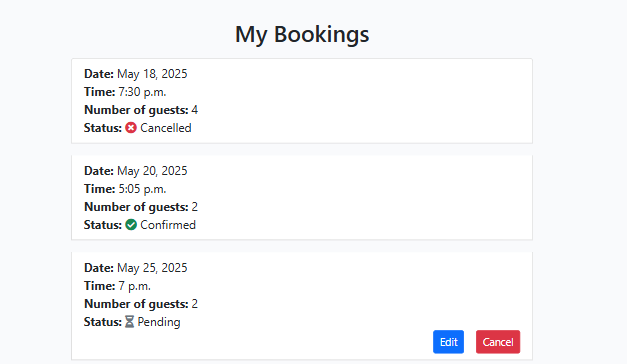 My Bookings
Date: May 18, 2025
Time: 7:30 p.m.
Number of guests: 4
Status: Cancelled
Date: May 20, 2025
Time: 5:05 p.m.
Number of guests: 2
Status: Confirmed
Date: May 25, 2025
Time: 7 p.m.
Number of guests: 2
Status: Pending
Edit Cancel